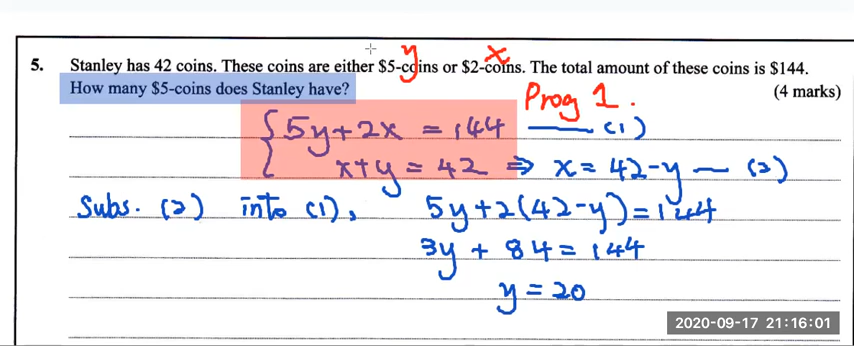 y x
5. Stanley has 42 coins. These coins are either $5-coins or $2-coins. The total amount of these coins is $144.
How many $5-coins does Stanley have? (4 marks)
Prog 1.
{ 5y+2x = 144 —— (1)
x+y = 42 ⇒ x = 42-y — (2)
Subs. (2) into (1), 5y+2(42-y)=144
3y + 84 = 144
y = 20
2020-09-17 21:16:01